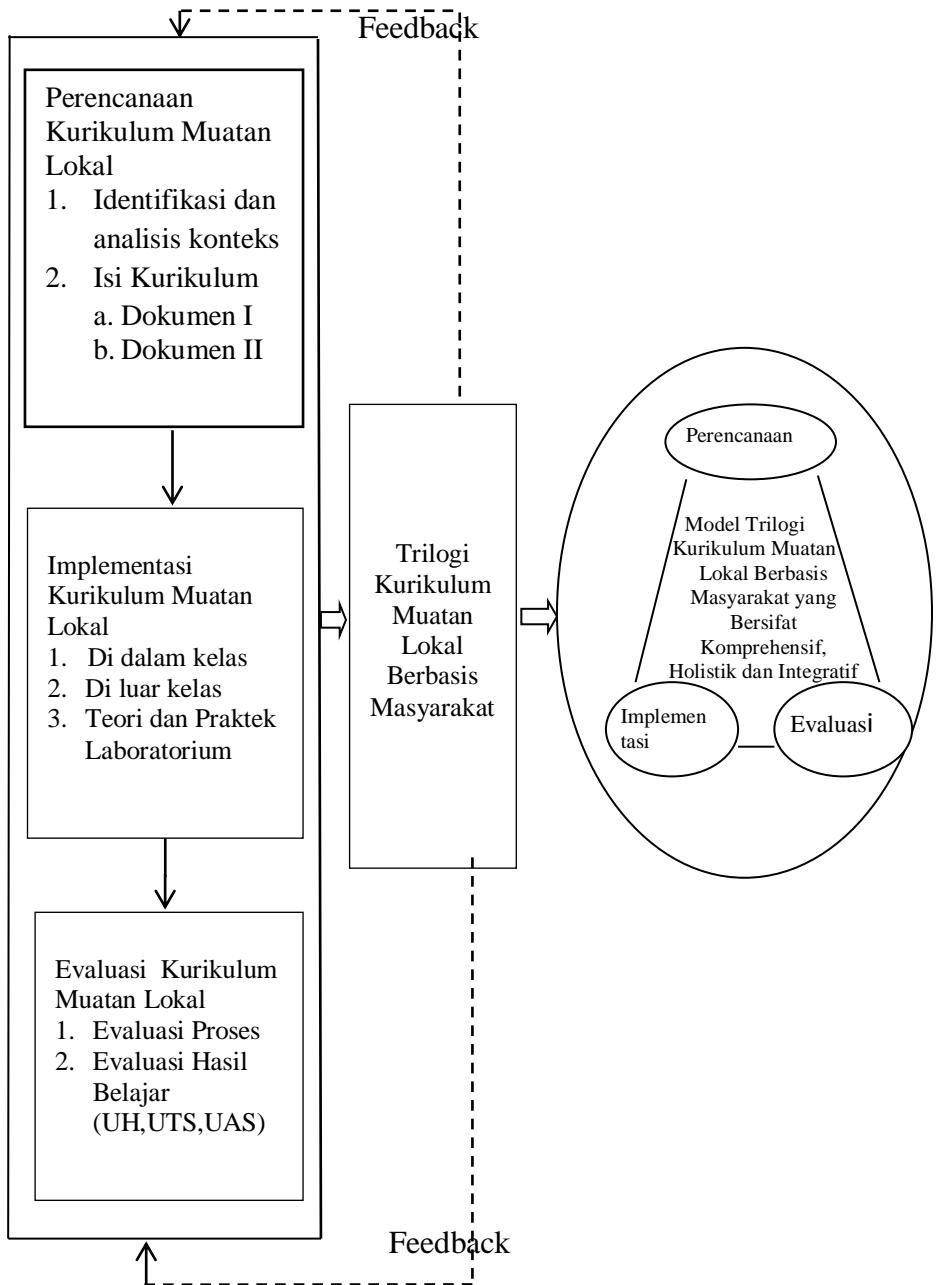 Feedback
Perencanaan
Kurikulum Muatan
Lokal
1. Identifikasi dan
analisis konteks
2. Isi Kurikulum
a. Dokumen I
b. Dokumen II
Implementasi
Kurikulum Muatan
Lokal
1. Di dalam kelas
2. Di luar kelas
3. Teori dan Praktek
Laboratorium
Evaluasi Kurikulum
Muatan Lokal
1. Evaluasi Proses
2. Evaluasi Hasil
Belajar
(UH,UTS,UAS)
Trilogi
Kurikulum
Muatan
Lokal
Berbasis
Masyarakat
Perencanaan
Model Trilogi
Kurikulum Muatan
Lokal Berbasis
Masyarakat yang
Bersifat
Komprehensif,
Holistik dan Integratif
Implemen
tasi
Evaluasi
Feedback